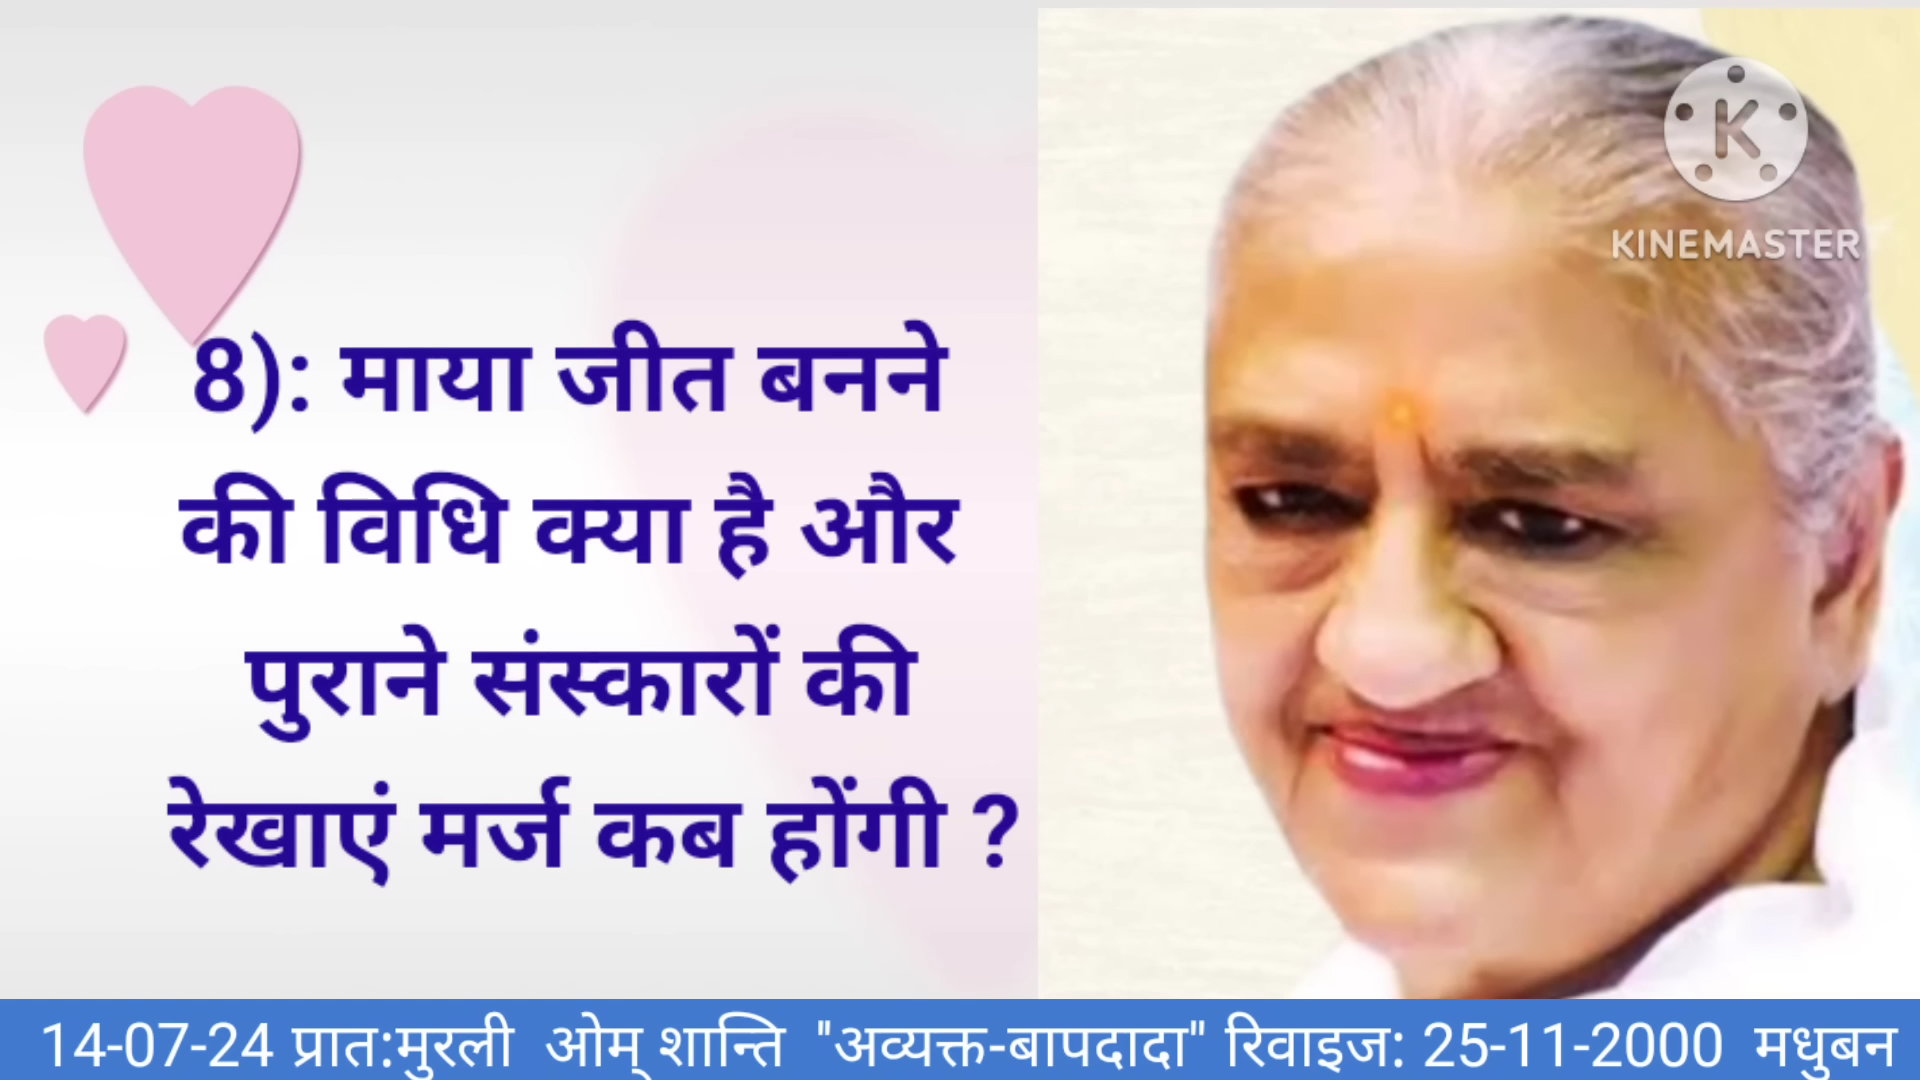 8): माया जीत बनने
की विधि क्या है और
पुराने संस्कारों की
रेखाएं मर्ज कब होंगी ?
K
KINEMASTER
14-07-24 प्रात:मुरली ओम् शान्ति "अव्यक्त-बापदादा" रिवाइज: 25-11-2000 मधुबन